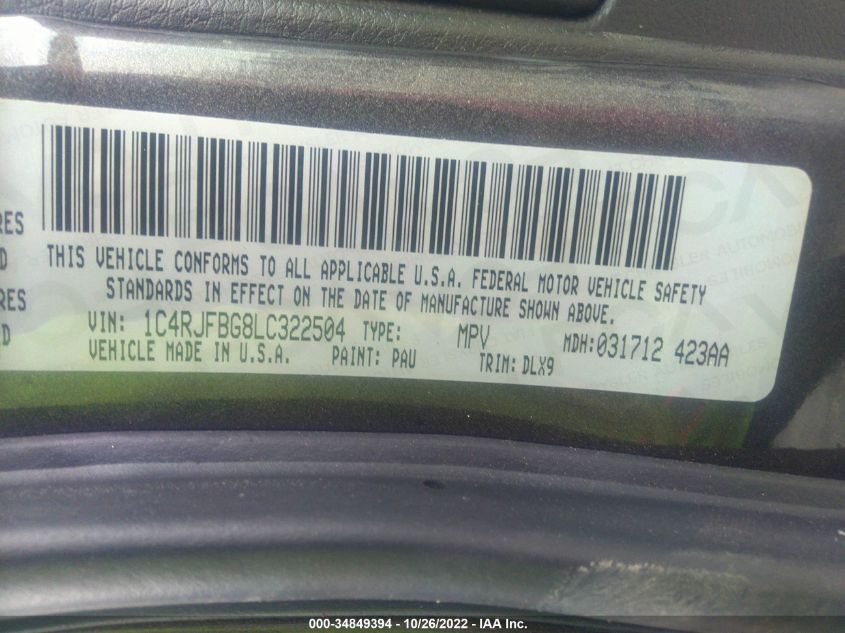 RES
D
RES
D
THIS VEHICLE CONFORMS TO ALL APPLICABLE U.S.A. FEDERAL MOTOR VEHICLE SAFETY
STANDARDS IN EFFECT ON THE DATE OF MANUFACTURE SHOWN ABOVE.
VIN: 1C4RJFBG8LC322504 TYPE: MPV MDH:031712 423AA
VEHICLE MADE IN U.S.A. PAINT: PAU TRIM: DLX9
000-34849394 - 10/26/2022 - IAA Inc.